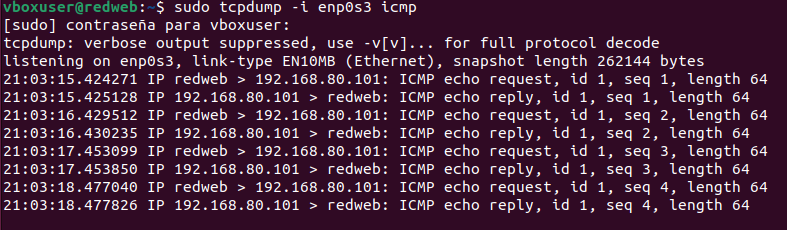 vboxuser@redweb:~$ sudo tcpdump -i enp0s3 icmp
[sudo] contraseña para vboxuser:
tcpdump: verbose output suppressed, use -v[v]... for full protocol decode
listening on enp0s3, link-type EN10MB (Ethernet), snapshot length 262144 bytes
21:03:15.424271 IP redweb > 192.168.80.101: ICMP echo request, id 1, seq 1, length 64
21:03:15.425128 IP 192.168.80.101 > redweb: ICMP echo reply, id 1, seq 1, length 64
21:03:16.429512 IP redweb > 192.168.80.101: ICMP echo request, id 1, seq 2, length 64
21:03:16.430235 IP 192.168.80.101 > redweb: ICMP echo reply, id 1, seq 2, length 64
21:03:17.453099 IP redweb > 192.168.80.101: ICMP echo request, id 1, seq 3, length 64
21:03:17.453850 IP 192.168.80.101 > redweb: ICMP echo reply, id 1, seq 3, length 64
21:03:18.477040 IP redweb > 192.168.80.101: ICMP echo request, id 1, seq 4, length 64
21:03:18.477826 IP 192.168.80.101 > redweb: ICMP echo reply, id 1, seq 4, length 64